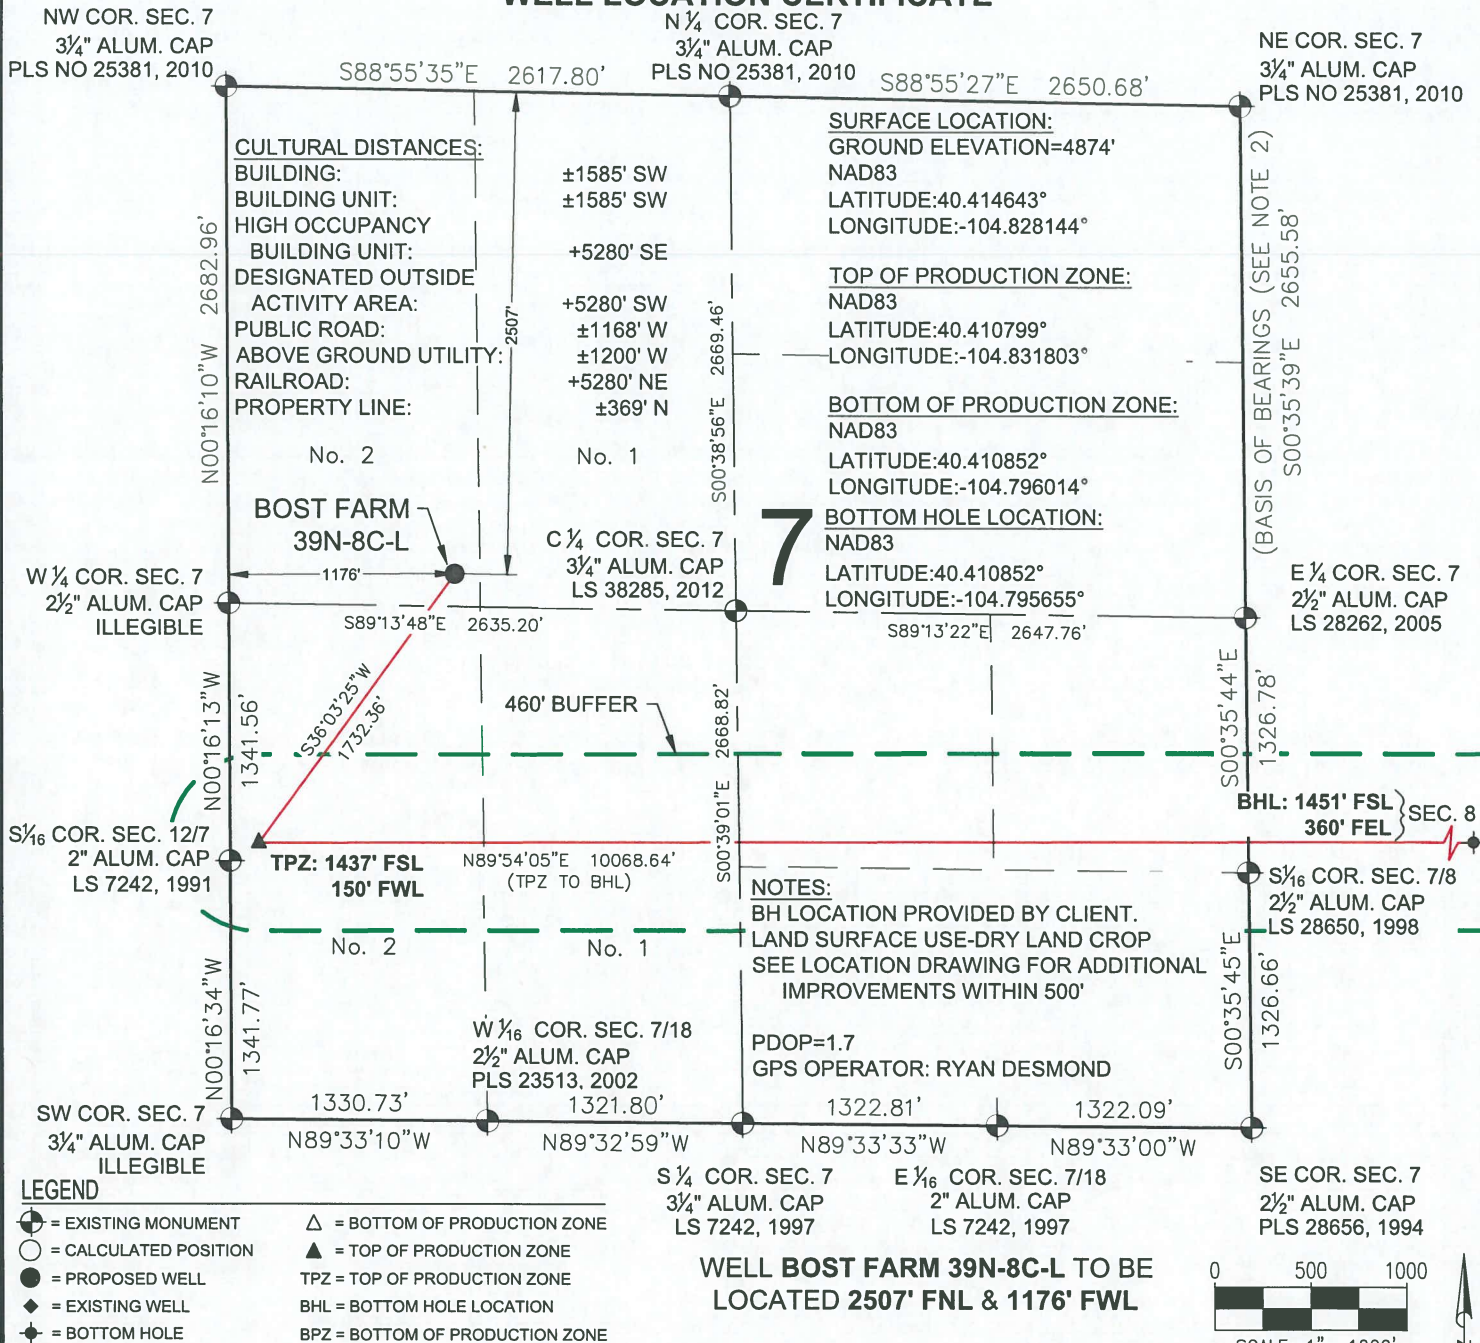 WELL LOCATION CERTIFICATE
NW COR. SEC. 7
3¼" ALUM. CAP
PLS NO 25381, 2010
S88°55'35"E 2617.80'
N ¼ COR. SEC. 7
3¼" ALUM. CAP
PLS NO 25381, 2010
S88°55'27"E 2650.68'
NE COR. SEC. 7
3¼" ALUM. CAP
PLS NO 25381, 2010
CULTURAL DISTANCES:
BUILDING: ±1585' SW
BUILDING UNIT: ±1585' SW
HIGH OCCUPANCY
BUILDING UNIT: +5280' SE
DESIGNATED OUTSIDE
ACTIVITY AREA: +5280' SW
PUBLIC ROAD: ±1168' W
ABOVE GROUND UTILITY: ±1200' W
RAILROAD: +5280' NE
PROPERTY LINE: ±369' N
SURFACE LOCATION:
GROUND ELEVATION=4874'
NAD83
LATITUDE:40.414643°
LONGITUDE:-104.828144°
TOP OF PRODUCTION ZONE:
NAD83
LATITUDE:40.410799°
LONGITUDE:-104.831803°
BOTTOM OF PRODUCTION ZONE:
NAD83
LATITUDE:40.410852°
LONGITUDE:-104.796014°
BOTTOM HOLE LOCATION:
NAD83
LATITUDE:40.410852°
LONGITUDE:-104.795655°
N00°16'10"W 2682.96'
2507'
S00°38'56"E 2669.46'
(BASIS OF BEARINGS (SEE NOTE 2)
S00°35'39"E 2655.58'
No. 2
No. 1
BOST FARM
39N-8C-L
7
1176'
C ¼ COR. SEC. 7
3¼" ALUM. CAP
LS 38285, 2012
W ¼ COR. SEC. 7
2½" ALUM. CAP
ILLEGIBLE
E ¼ COR. SEC. 7
2½" ALUM. CAP
LS 28262, 2005
S89°13'48"E 2635.20'
S89°13'22"E 2647.76'
S36°03'25"W
1732.36'
460' BUFFER
N00°16'13"W
1341.56'
S00°39'01"E 2668.82'
S00°35'44"E
1326.78'
BHL: 1451' FSL
360' FEL
SEC. 8
S¹⁄₁₆ COR. SEC. 12/7
2" ALUM. CAP
LS 7242, 1991
TPZ: 1437' FSL
150' FWL
N89°54'05"E 10068.64'
(TPZ TO BHL)
S¹⁄₁₆ COR. SEC. 7/8
2½" ALUM. CAP
LS 28650, 1998
NOTES:
BH LOCATION PROVIDED BY CLIENT.
LAND SURFACE USE-DRY LAND CROP
SEE LOCATION DRAWING FOR ADDITIONAL
IMPROVEMENTS WITHIN 500'
PDOP=1.7
GPS OPERATOR: RYAN DESMOND
No. 2
No. 1
N00°16'34"W
1341.77'
S00°35'45"E
1326.66'
W ¹⁄₁₆ COR. SEC. 7/18
2½" ALUM. CAP
PLS 23513, 2002
SW COR. SEC. 7
3¼" ALUM. CAP
ILLEGIBLE
1330.73'
N89°33'10"W
1321.80'
N89°32'59"W
1322.81'
N89°33'33"W
1322.09'
N89°33'00"W
S ¼ COR. SEC. 7
3¼" ALUM. CAP
LS 7242, 1997
E ¹⁄₁₆ COR. SEC. 7/18
2" ALUM. CAP
LS 7242, 1997
SE COR. SEC. 7
2½" ALUM. CAP
PLS 28656, 1994
LEGEND
= EXISTING MONUMENT
= CALCULATED POSITION
= PROPOSED WELL
= EXISTING WELL
= BOTTOM HOLE
= BOTTOM OF PRODUCTION ZONE
= TOP OF PRODUCTION ZONE
TPZ = TOP OF PRODUCTION ZONE
BHL = BOTTOM HOLE LOCATION
BPZ = BOTTOM OF PRODUCTION ZONE
WELL BOST FARM 39N-8C-L TO BE
LOCATED 2507' FNL & 1176' FWL
0 500 1000